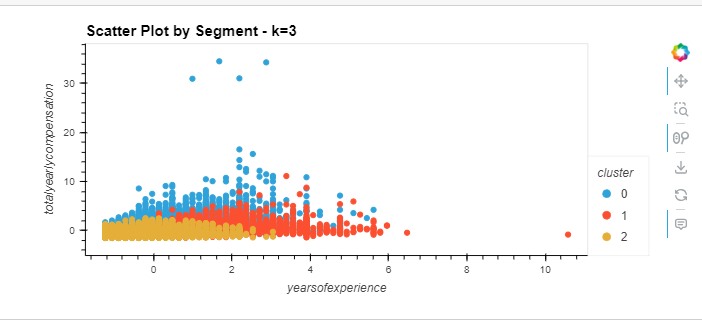 Scatter Plot by Segment - k=3
totalyearlycompensation
30
20
10
0
0 2 4 6 8 10
yearsofexperience
cluster
0
1
2